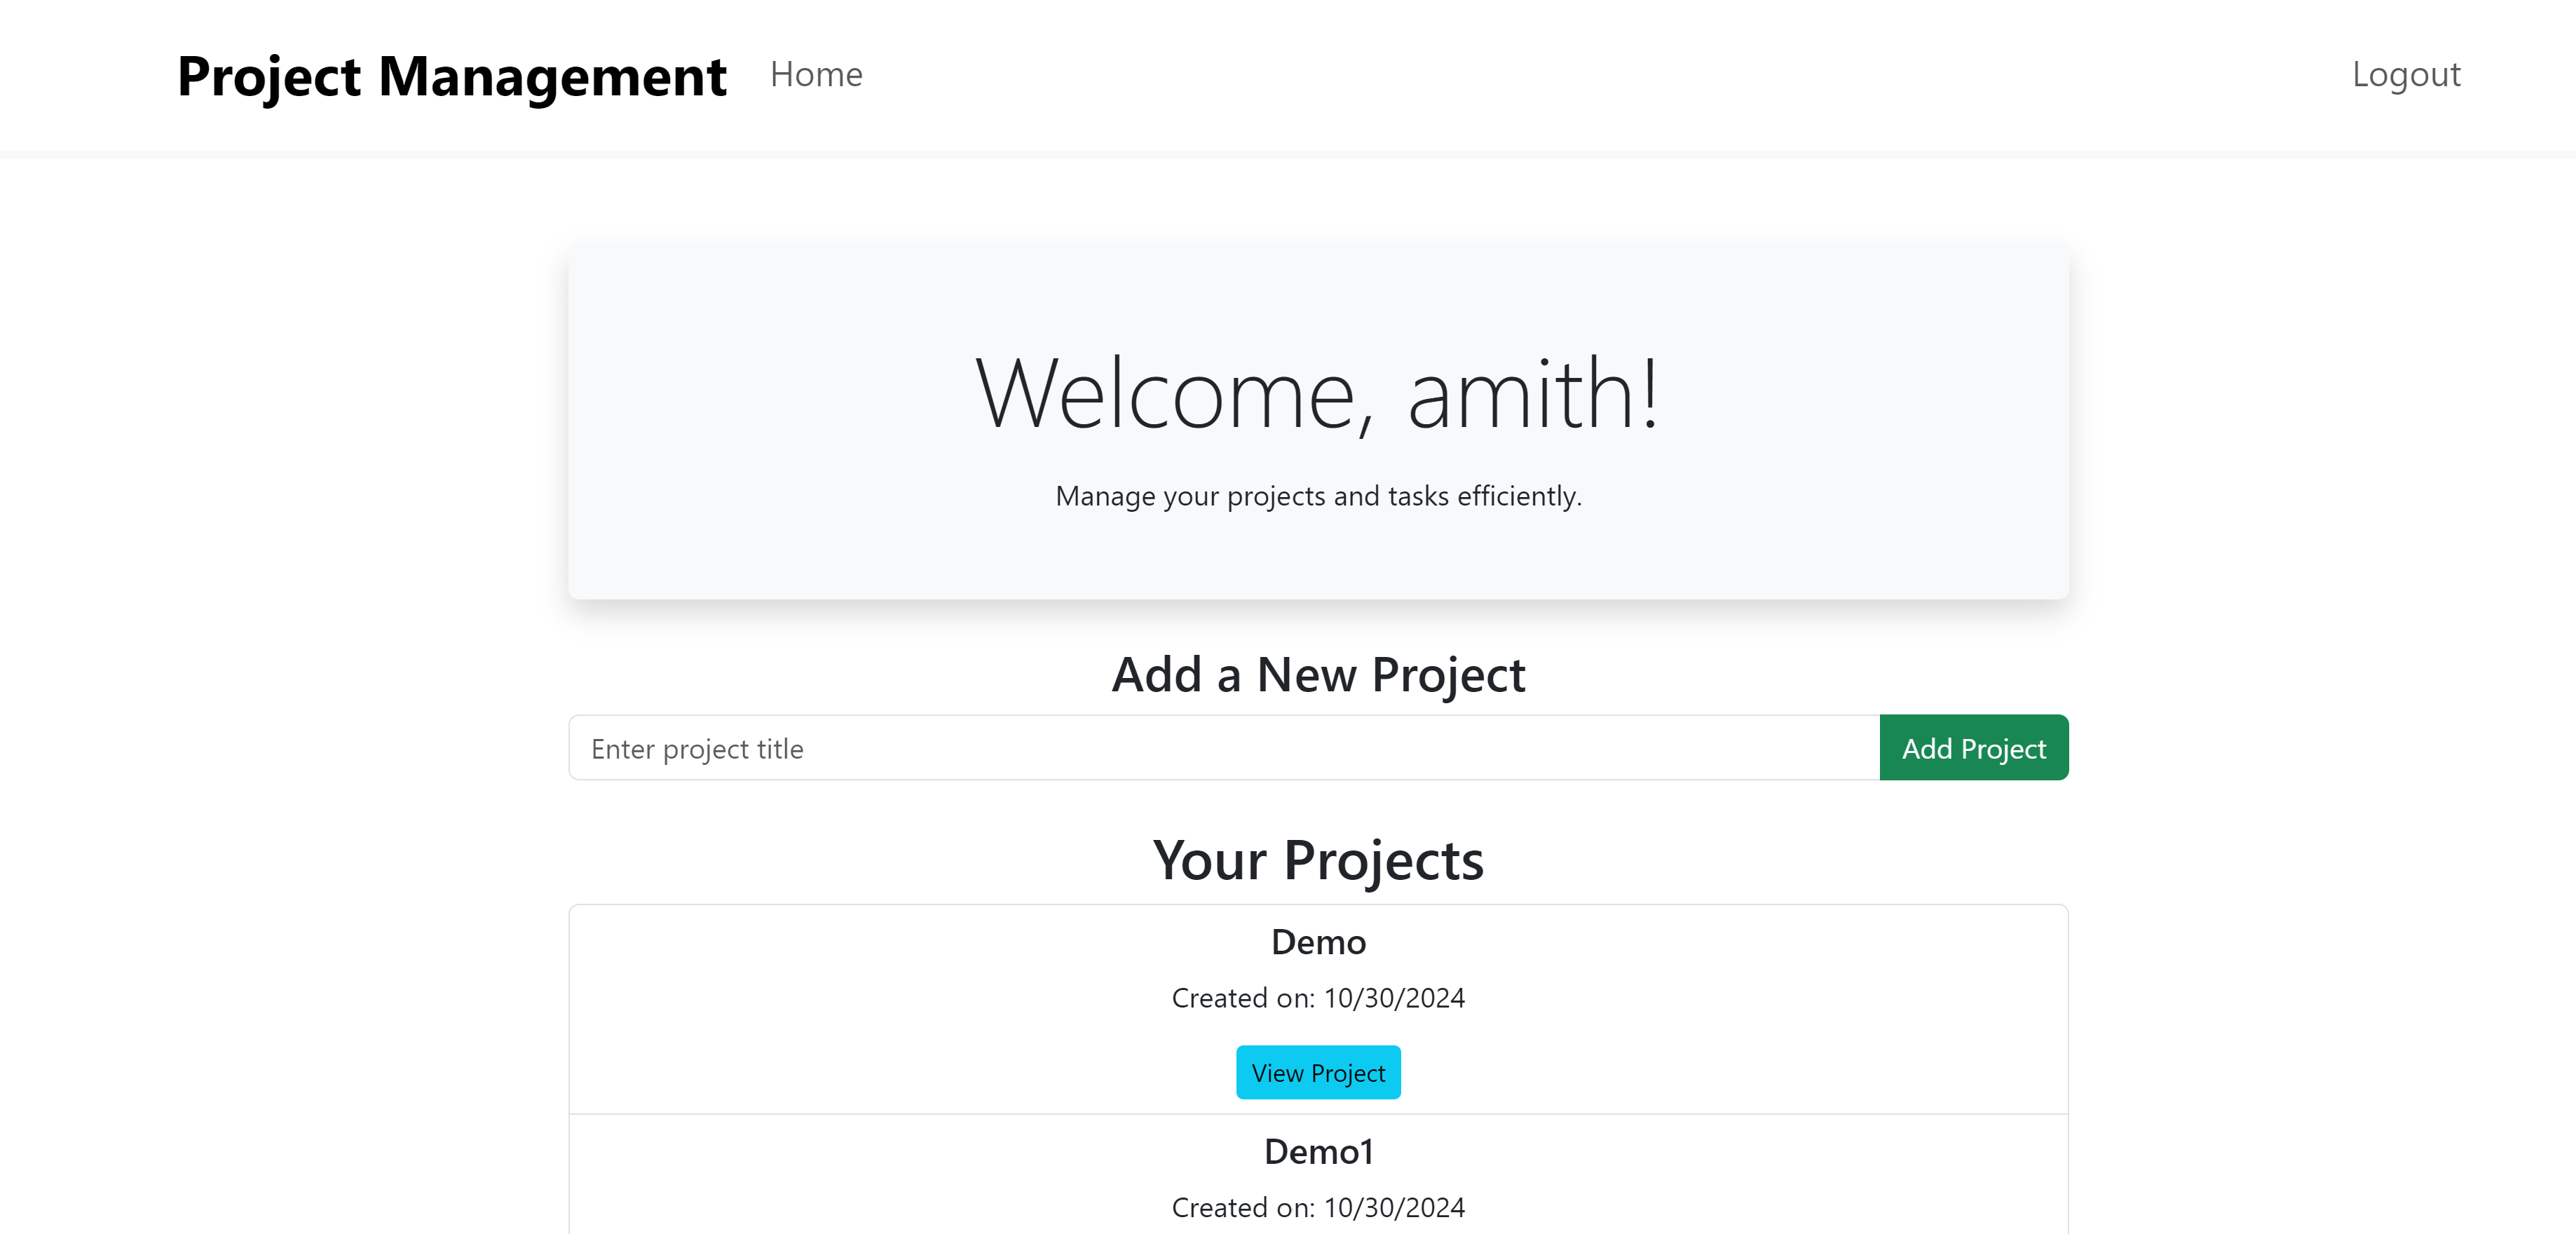 Project Management Home Logout
Welcome, amith!
Manage your projects and tasks efficiently.
Add a New Project
Enter project title Add Project
Your Projects
Demo
Created on: 10/30/2024
View Project
Demo1
Created on: 10/30/2024